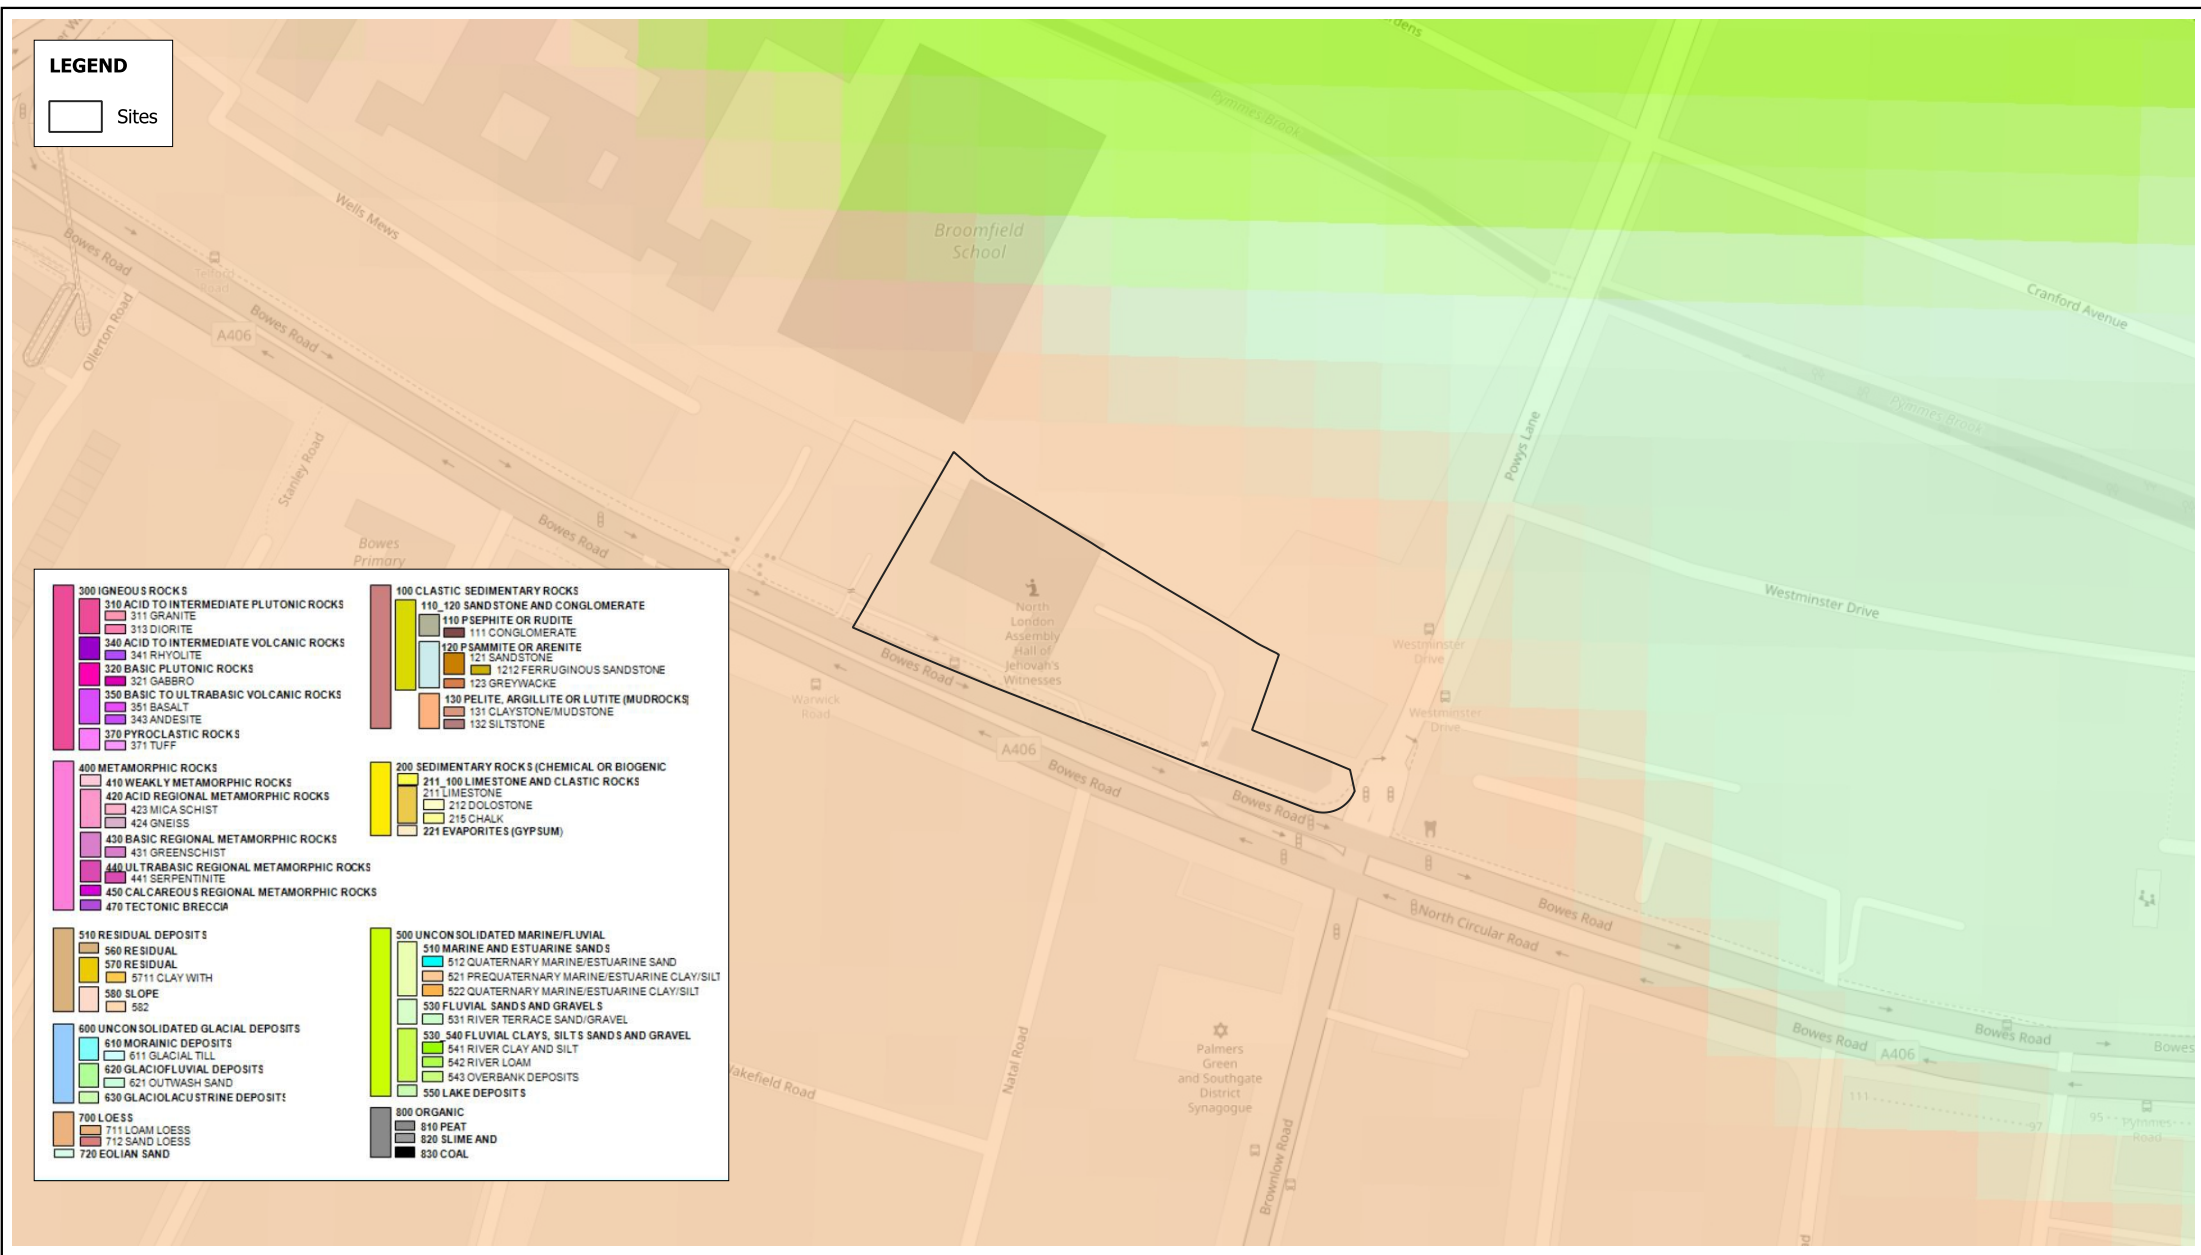 LEGEND
Sites
Gardens
Pymmes Brook
Wells Mews
Broomfield
School
Bowes Road
Telford
Road
Ollerton Road
Bowes Road
A406
Cranford Avenue
Pymmes Brook
Powys Lane
Stanley Road
Bowes Road
Bowes
Primary
Westminster Drive
North
London
Assembly
Hall of
Jehovah's
Witnesses
Westminster
Drive
Bowes Road
Warwick
Road
Westminster
Drive
A406
Bowes Road
Bowes Road
Bowes Road
North Circular Road
Palmers
Green
and Southgate
District
Synagogue
Bowes Road
A406
Bowes Road
Bowes
Natal Road
Wakefield Road
Brownlow Road
111
97
95
Pymmes
Road
300 IGNEOUS ROCKS
310 ACID TO INTERMEDIATE PLUTONIC ROCKS
311 GRANITE
313 DIORITE
340 ACID TO INTERMEDIATE VOLCANIC ROCKS
341 RHYOLITE
320 BASIC PLUTONIC ROCKS
321 GABBRO
350 BASIC TO ULTRABASIC VOLCANIC ROCKS
351 BASALT
343 ANDESITE
370 PYROCLASTIC ROCKS
371 TUFF
400 METAMORPHIC ROCKS
410 WEAKLY METAMORPHIC ROCKS
420 ACID REGIONAL METAMORPHIC ROCKS
423 MICA SCHIST
424 GNEISS
430 BASIC REGIONAL METAMORPHIC ROCKS
431 GREENSCHIST
440 ULTRABASIC REGIONAL METAMORPHIC ROCKS
441 SERPENTINITE
450 CALCAREOUS REGIONAL METAMORPHIC ROCKS
470 TECTONIC BRECCIA
510 RESIDUAL DEPOSITS
560 RESIDUAL
570 RESIDUAL
5711 CLAY WITH
580 SLOPE
582
600 UNCONSOLIDATED GLACIAL DEPOSITS
610 MORAINIC DEPOSITS
611 GLACIAL TILL
620 GLACIOFLUVIAL DEPOSITS
621 OUTWASH SAND
630 GLACIOLACUSTRINE DEPOSITS
700 LOESS
711 LOAM LOESS
712 SAND LOESS
720 EOLIAN SAND
100 CLASTIC SEDIMENTARY ROCKS
110_120 SANDSTONE AND CONGLOMERATE
110 PSEPHITE OR RUDITE
111 CONGLOMERATE
120 PSAMMITE OR ARENITE
121 SANDSTONE
1212 FERRUGINOUS SANDSTONE
123 GREYWACKE
130 PELITE, ARGILLITE OR LUTITE (MUDROCKS)
131 CLAYSTONE/MUDSTONE
132 SILTSTONE
200 SEDIMENTARY ROCKS (CHEMICAL OR BIOGENIC
211_100 LIMESTONE AND CLASTIC ROCKS
211 LIMESTONE
212 DOLOSTONE
215 CHALK
221 EVAPORITES (GYPSUM)
500 UNCONSOLIDATED MARINE/FLUVIAL
510 MARINE AND ESTUARINE SANDS
512 QUATERNARY MARINE/ESTUARINE SAND
521 PREQUATERNARY MARINE/ESTUARINE CLAY/SILT
522 QUATERNARY MARINE/ESTUARINE CLAY/SILT
530 FLUVIAL SANDS AND GRAVELS
531 RIVER TERRACE SAND/GRAVEL
530_540 FLUVIAL CLAYS, SILTS SANDS AND GRAVEL
541 RIVER CLAY AND SILT
542 RIVER LOAM
543 OVERBANK DEPOSITS
550 LAKE DEPOSITS
800 ORGANIC
810 PEAT
820 SLIME AND
830 COAL